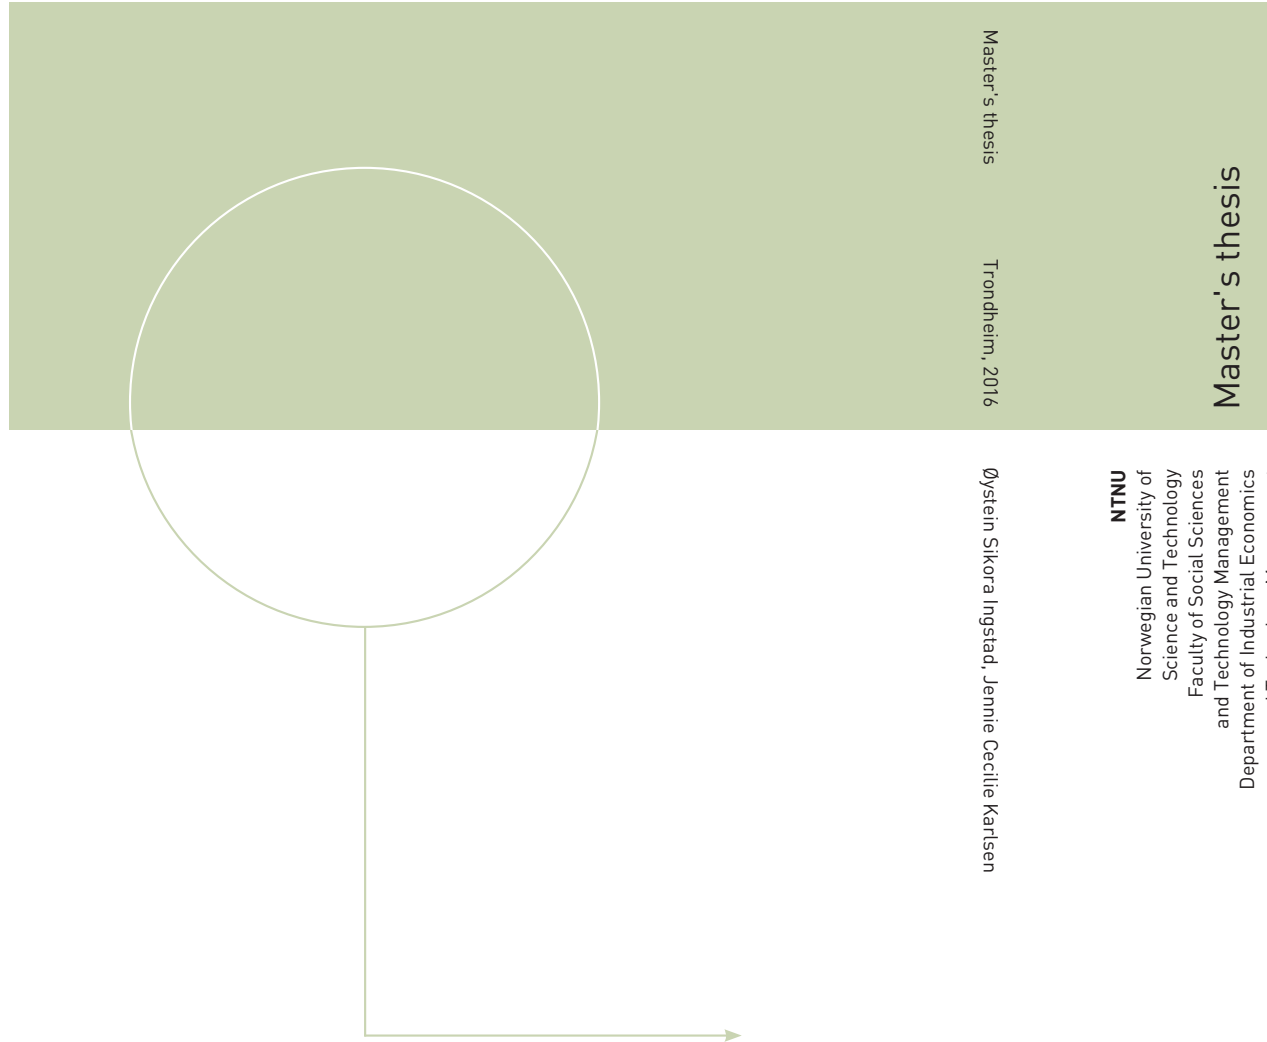 Master's thesis
Trondheim, 2016
Øystein Sikora Ingstad, Jennie Cecilie Karlsen
NTNU
Norwegian University of
Science and Technology
Faculty of Social Sciences
and Technology Management
Department of Industrial Economics
Master's thesis